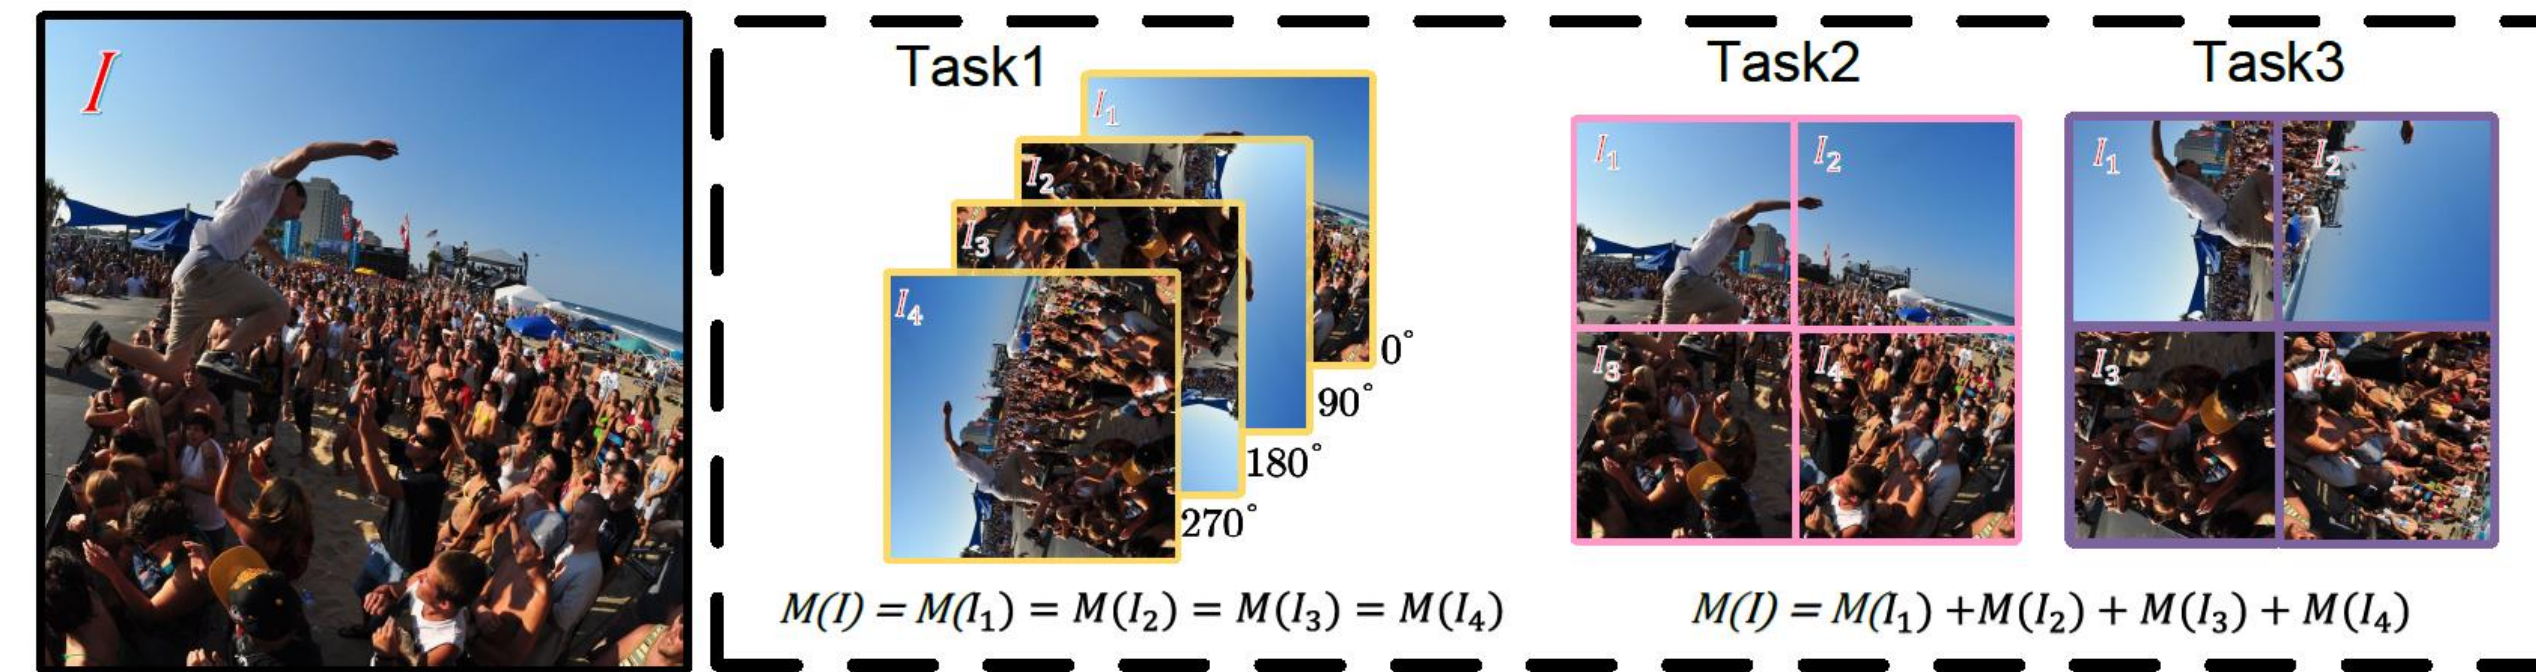 I
Task1
I₁
I₂
I₃
I₄
0°
90°
180°
270°
M(I) = M(I₁) = M(I₂) = M(I₃) = M(I₄)
Task2
I₁
I₂
I₃
I₄
Task3
I₁
I₂
I₃
I₄
M(I) = M(I₁) +M(I₂) + M(I₃) + M(I₄)